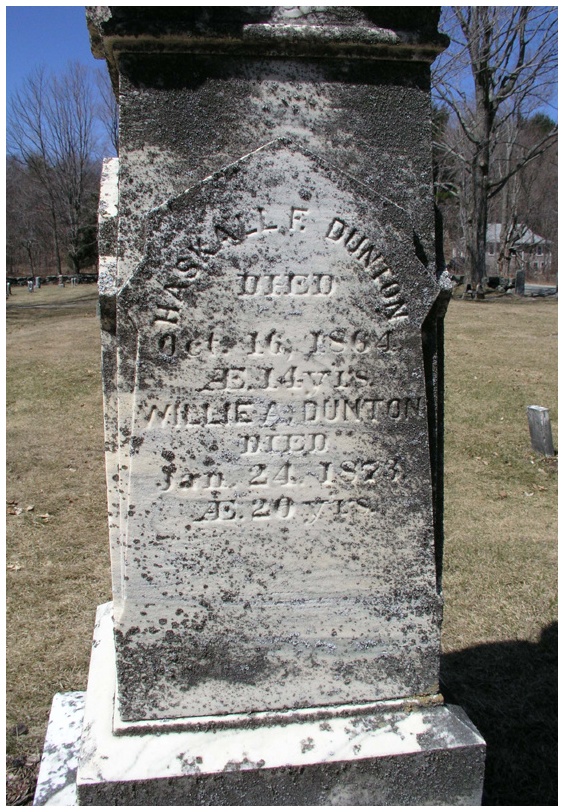 HASKALL F. DUNTON
DIED
Oct. 16, 1864.
Æ. 14 yrs.
WILLIE A. DUNTON
DIED
Jan. 24, 1873.
Æ. 20 yrs.